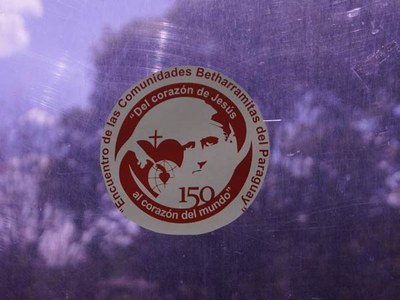 "Encuentro de las Comunidades Betharramitas del Paraguay"
"Del corazón de Jesús
150
al corazón del mundo"